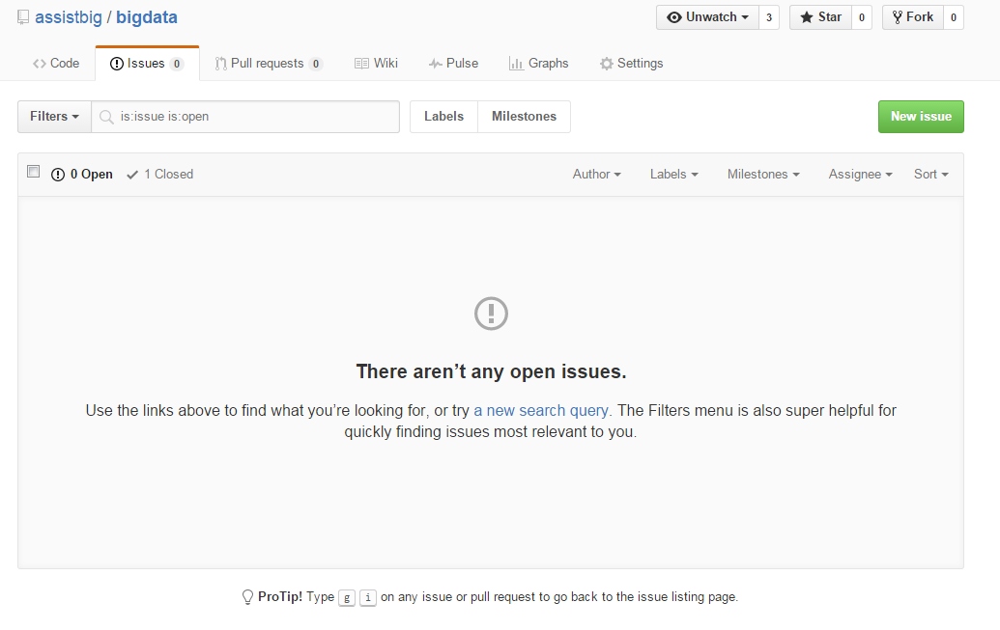 assistbig / bigdata
Unwatch 3 Star 0 Fork 0
Code Issues 0 Pull requests 0 Wiki Pulse Graphs Settings
Filters is:issue is:open Labels Milestones New issue
0 Open 1 Closed Author Labels Milestones Assignee Sort
There aren’t any open issues.
Use the links above to find what you’re looking for, or try a new search query. The Filters menu is also super helpful for
quickly finding issues most relevant to you.
ProTip! Type g i on any issue or pull request to go back to the issue listing page.